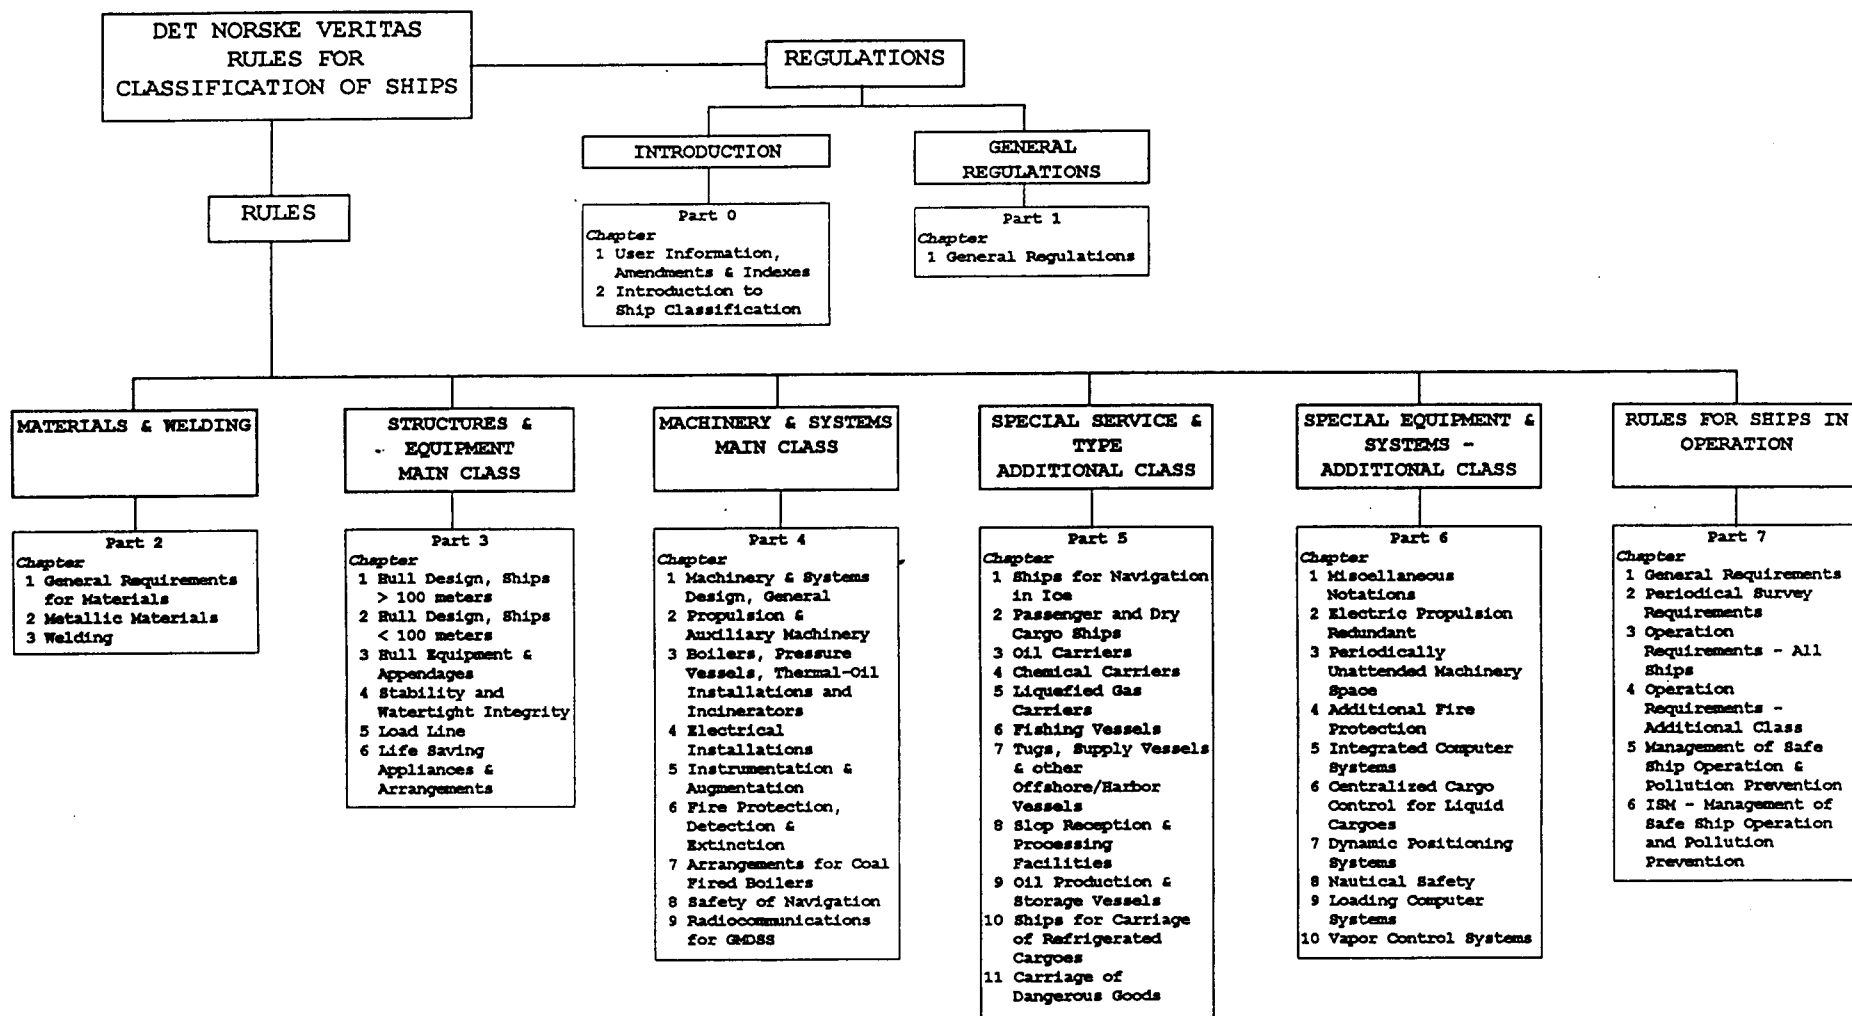 DET NORSKE VERITAS
RULES FOR
CLASSIFICATION OF SHIPS
REGULATIONS
INTRODUCTION
GENERAL
REGULATIONS
RULES
Part 0
Chapter
1 User Information,
Amendments & Indexes
2 Introduction to
Ship Classification
Part 1
Chapter
1 General Regulations
MATERIALS & WELDING
STRUCTURES &
EQUIPMENT
MAIN CLASS
MACHINERY & SYSTEMS
MAIN CLASS
SPECIAL SERVICE &
TYPE
ADDITIONAL CLASS
SPECIAL EQUIPMENT &
SYSTEMS -
ADDITIONAL CLASS
RULES FOR SHIPS IN
OPERATION
Part 2
Chapter
1 General Requirements
for Materials
2 Metallic Materials
3 Welding
Part 3
Chapter
1 Hull Design, Ships
> 100 meters
2 Hull Design, Ships
< 100 meters
3 Hull Equipment &
Appendages
4 Stability and
Watertight Integrity
5 Load Line
6 Life Saving
Appliances &
Arrangements
Part 4
Chapter
1 Machinery & Systems
Design, General
2 Propulsion &
Auxiliary Machinery
3 Boilers, Pressure
Vessels, Thermal-Oil
Installations and
Incinerators
4 Electrical
Installations
5 Instrumentation &
Augmentation
6 Fire Protection,
Detection &
Extinction
7 Arrangements for Coal
Fired Boilers
8 Safety of Navigation
9 Radiocommunications
for GMDSS
Part 5
Chapter
1 Ships for Navigation
in Ice
2 Passenger and Dry
Cargo Ships
3 Oil Carriers
4 Chemical Carriers
5 Liquefied Gas
Carriers
6 Fishing Vessels
7 Tugs, Supply Vessels
& other
Offshore/Harbor
Vessels
8 Slop Reception &
Processing
Facilities
9 Oil Production &
Storage Vessels
10 Ships for Carriage
of Refrigerated
Cargoes
11 Carriage of
Dangerous Goods
Part 6
Chapter
1 Miscellaneous
Notations
2 Electric Propulsion
Redundant
3 Periodically
Unattended Machinery
Space
4 Additional Fire
Protection
5 Integrated Computer
Systems
6 Centralized Cargo
Control for Liquid
Cargoes
7 Dynamic Positioning
Systems
8 Nautical Safety
9 Loading Computer
Systems
10 Vapor Control Systems
Part 7
Chapter
1 General Requirements
2 Periodical Survey
Requirements
3 Operation
Requirements - All
Ships
4 Operation
Requirements -
Additional Class
5 Management of Safe
Ship Operation &
Pollution Prevention
6 ISM - Management of
Safe Ship Operation
and Pollution
Prevention